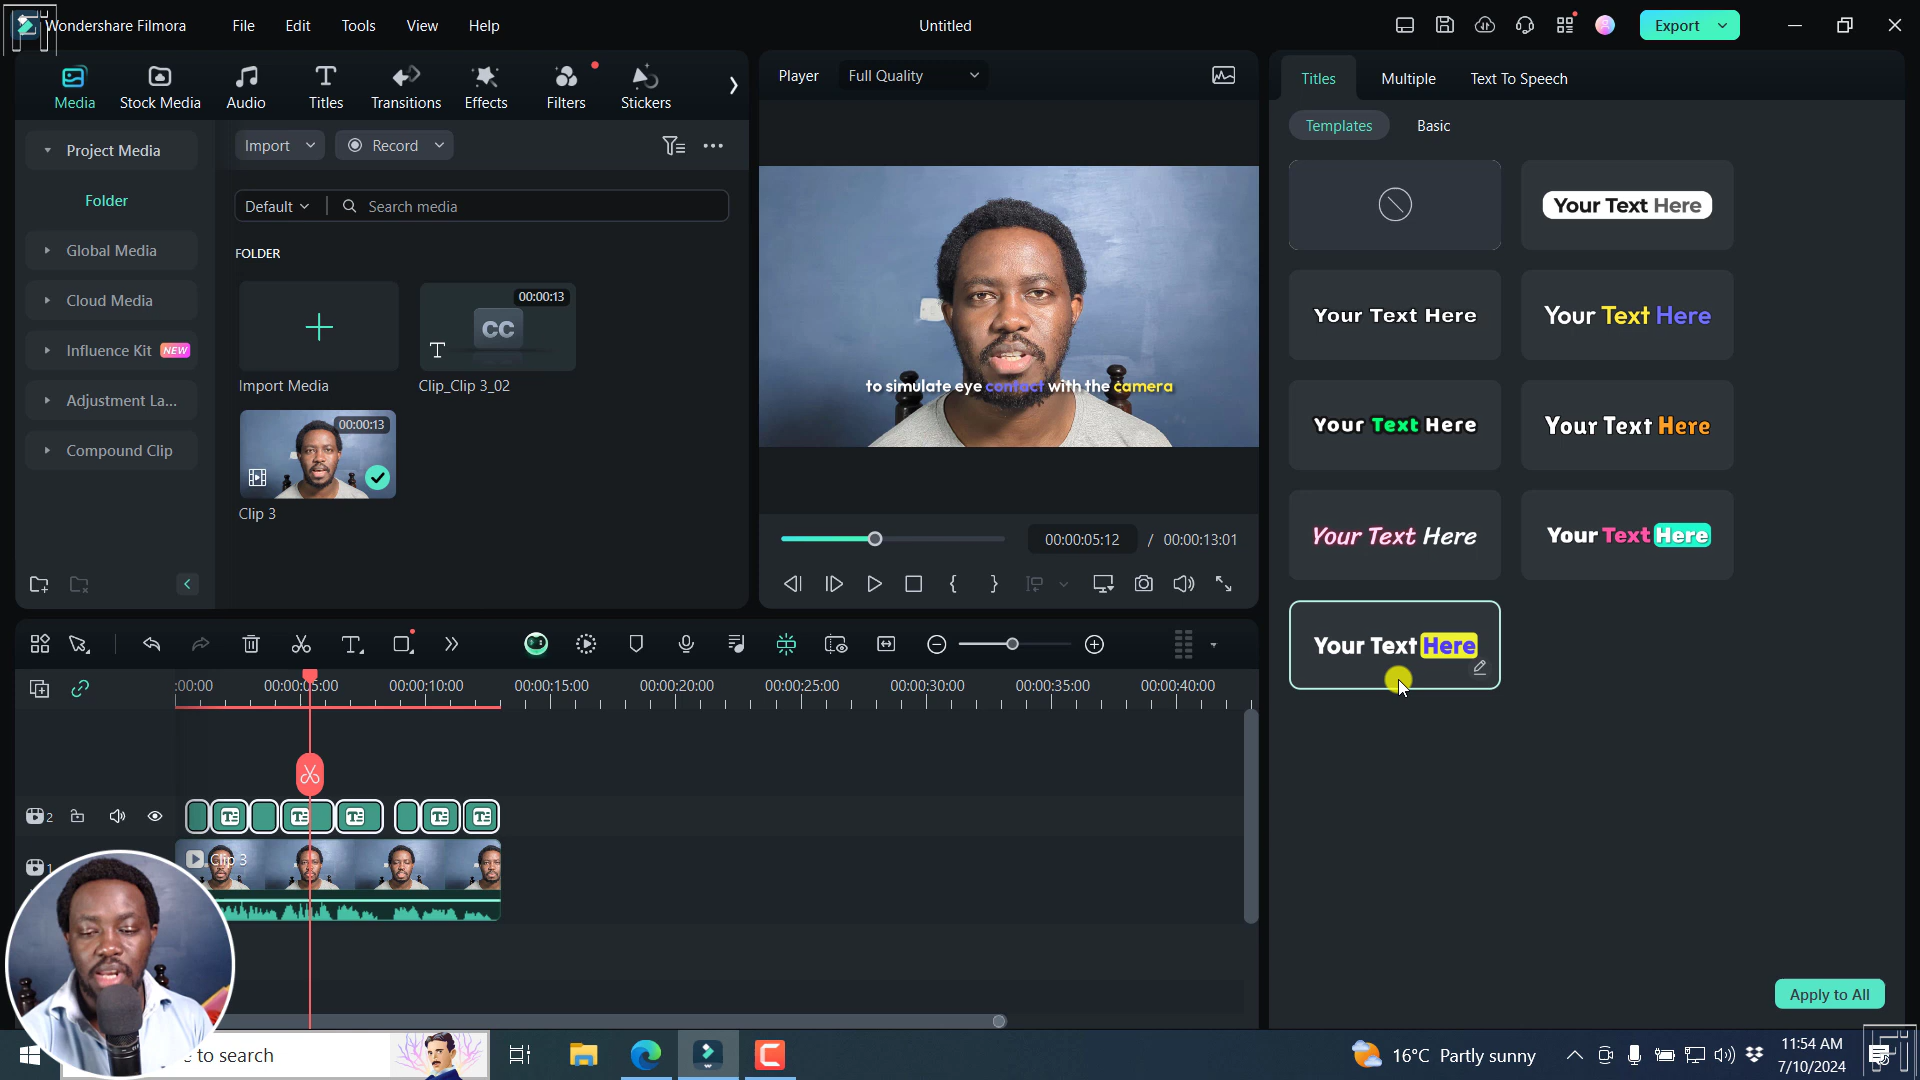 Wondershare Filmora
File
Edit
Tools
View
Help
Untitled
Export
Media
Stock Media
Audio
Titles
Transitions
Effects
Filters
Stickers
Player
Full Quality
Titles
Multiple
Text To Speech
Templates
Basic
Project Media
Folder
Global Media
Cloud Media
Influence Kit NEW
Adjustment La...
Compound Clip
Import
Record
Default
Search media
FOLDER
Import Media
00:00:13
CC
T
Clip_Clip 3_02
00:00:13
Clip 3
to simulate eye contact with the camera
00:00:05:12 / 00:00:13:01
Your Text Here
Your Text Here
Your Text Here
Your Text Here
Your Text Here
Your Text Here
Your Text Here
Your Text Here
Apply to All
:00:00
00:00:05:00
00:00:10:00
00:00:15:00
00:00:20:00
00:00:25:00
00:00:30:00
00:00:35:00
00:00:40:00
2
1
Clip 3
e to search
16°C Partly sunny
11:54 AM
7/10/2024